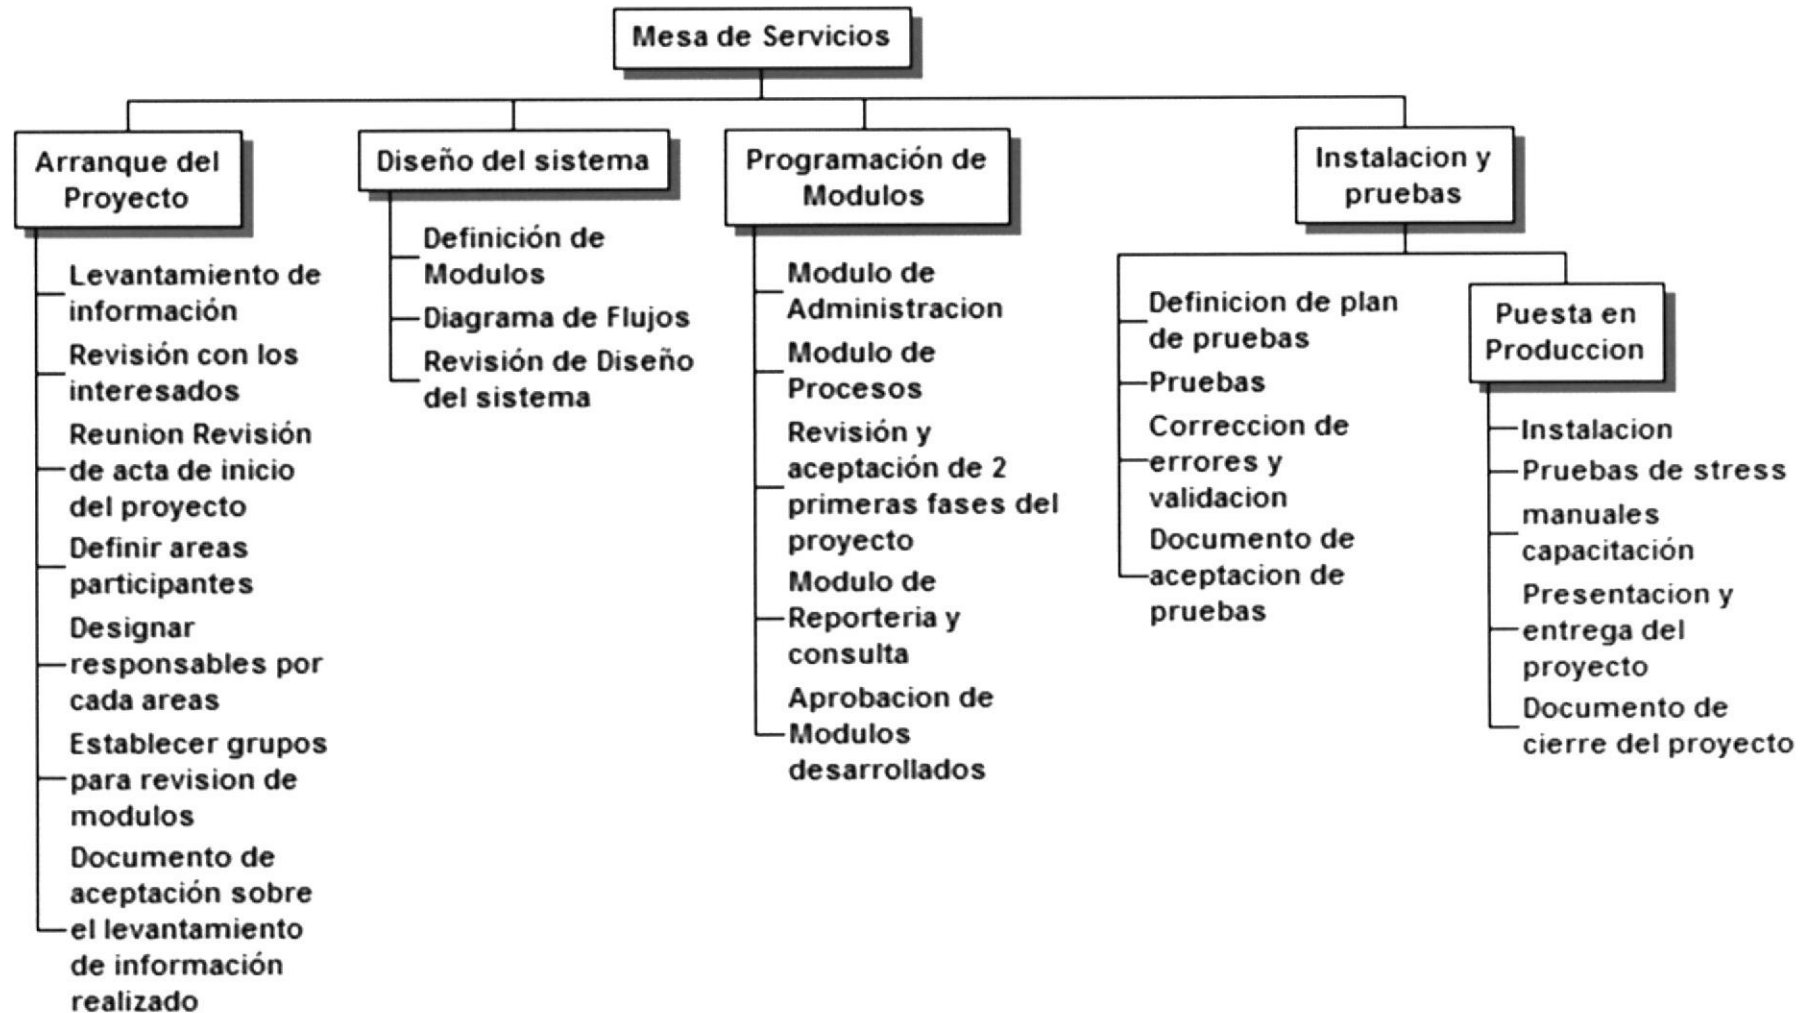 Mesa de Servicios
Arranque del
Proyecto
Levantamiento de
información
Revisión con los
interesados
Reunion Revisión
de acta de inicio
del proyecto
Definir areas
participantes
Designar
responsables por
cada areas
Establecer grupos
para revision de
modulos
Documento de
aceptación sobre
el levantamiento
de información
realizado
Diseño del sistema
Definición de
Modulos
Diagrama de Flujos
Revisión de Diseño
del sistema
Programación de
Modulos
Modulo de
Administracion
Modulo de
Procesos
Revisión y
aceptación de 2
primeras fases del
proyecto
Modulo de
Reporteria y
consulta
Aprobacion de
Modulos
desarrollados
Instalacion y
pruebas
Definicion de plan
de pruebas
Pruebas
Correccion de
errores y
validacion
Documento de
aceptacion de
pruebas
Puesta en
Produccion
Instalacion
Pruebas de stress
manuales
capacitación
Presentacion y
entrega del
proyecto
Documento de
cierre del proyecto